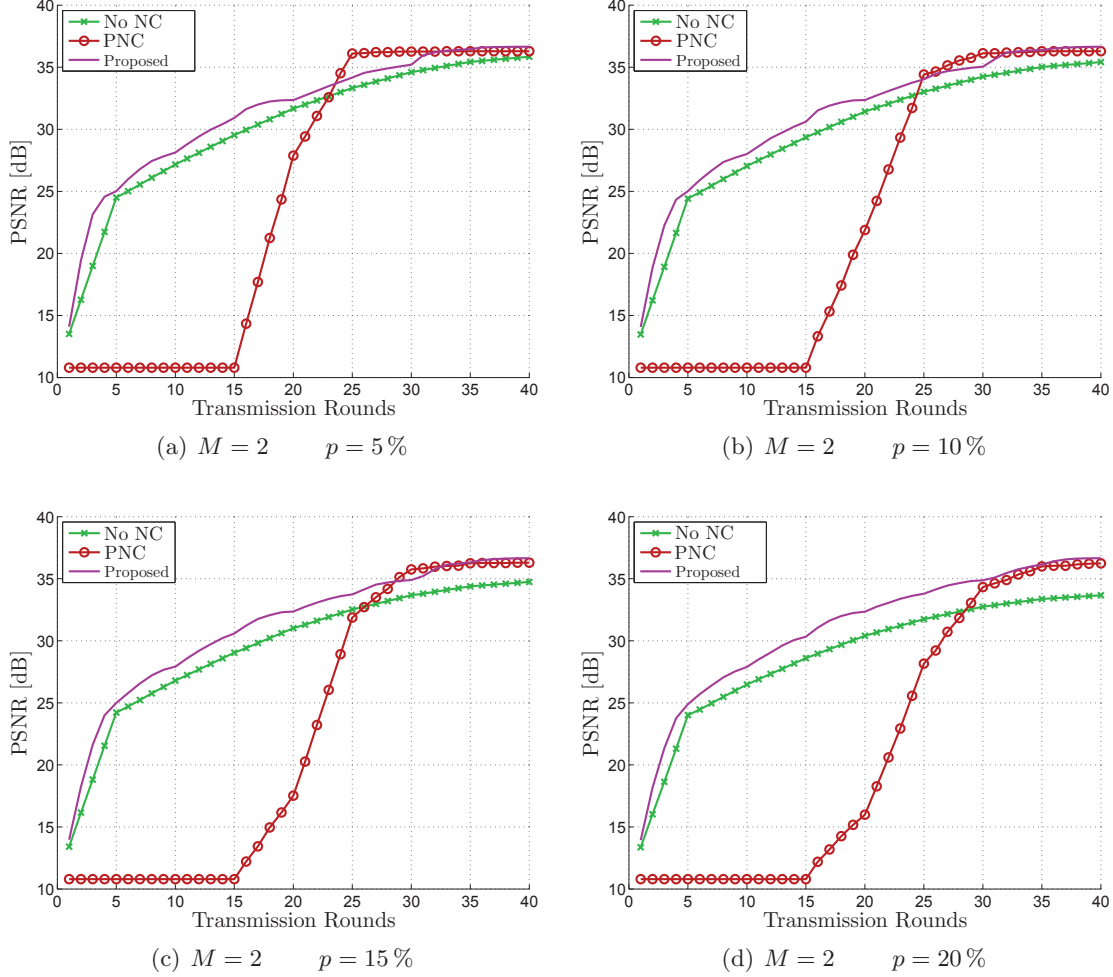 40
35
30
25
20
15
10
PSNR [dB]
No NC
PNC
Proposed
0 5 10 15 20 25 30 35 40
Transmission Rounds
(a) M = 2 p = 5 %
40
35
30
25
20
15
10
PSNR [dB]
No NC
PNC
Proposed
0 5 10 15 20 25 30 35 40
Transmission Rounds
(b) M = 2 p = 10 %
40
35
30
25
20
15
10
PSNR [dB]
No NC
PNC
Proposed
0 5 10 15 20 25 30 35 40
Transmission Rounds
(c) M = 2 p = 15 %
40
35
30
25
20
15
10
PSNR [dB]
No NC
PNC
Proposed
0 5 10 15 20 25 30 35 40
Transmission Rounds
(d) M = 2 p = 20 %